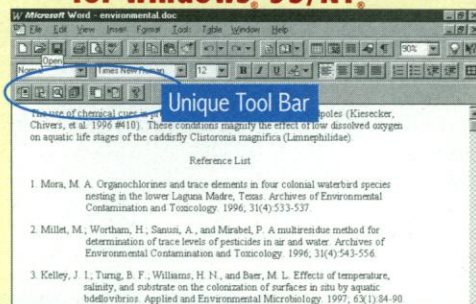 for Windows® 95/NT®
W Microsoft Word - environmental.doc
File Edit View Insert Format Tools Table Window Help
90%
Open
Normal Times New Roman 12 B I U
Unique Tool Bar
The use of chemical cues in poles (Kiesecker,
Chivers, et al. 1996 #410). These conditions magnify the effect of low dissolved oxygen
on aquatic life stages of the caddisfly Clistoronia magnifica (Limnephilidae).
Reference List
1. Mora, M. A. Organochlorines and trace elements in four colonial waterbird species
nesting in the lower Laguna Madre, Texas. Archives of Environmental
Contamination and Toxicology. 1996; 31(4):533-537.
2. Millet, M.; Wortham, H.; Sanusi, A., and Mirabel, P. A multiresidue method for
determination of trace levels of pesticides in air and water. Archives of
Environmental Contamination and Toxicology. 1996; 31(4):543-556.
3. Kelley, J. I.; Turng, B. F.; Williams, H. N., and Baer, M. L. Effects of temperature,
salinity, and substrate on the colonization of surfaces in situ by aquatic
bdellovibrios. Applied and Environmental Microbiology. 1997; 63(1):84-90.